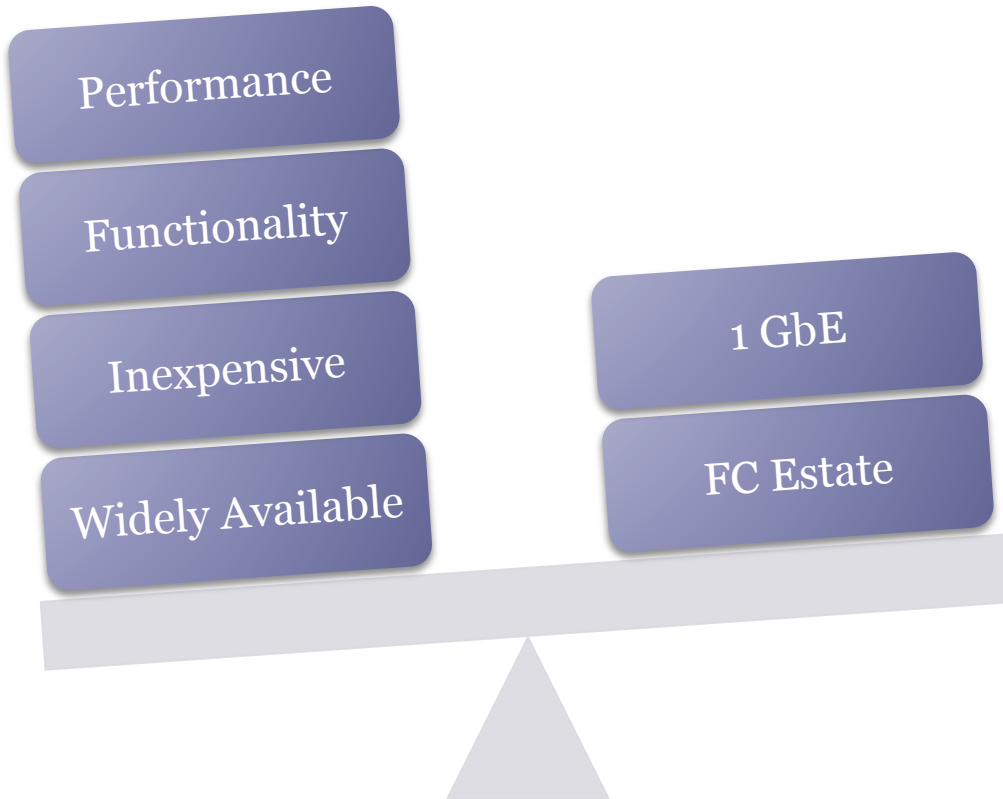 Performance
Functionality
Inexpensive
Widely Available
1 GbE
FC Estate